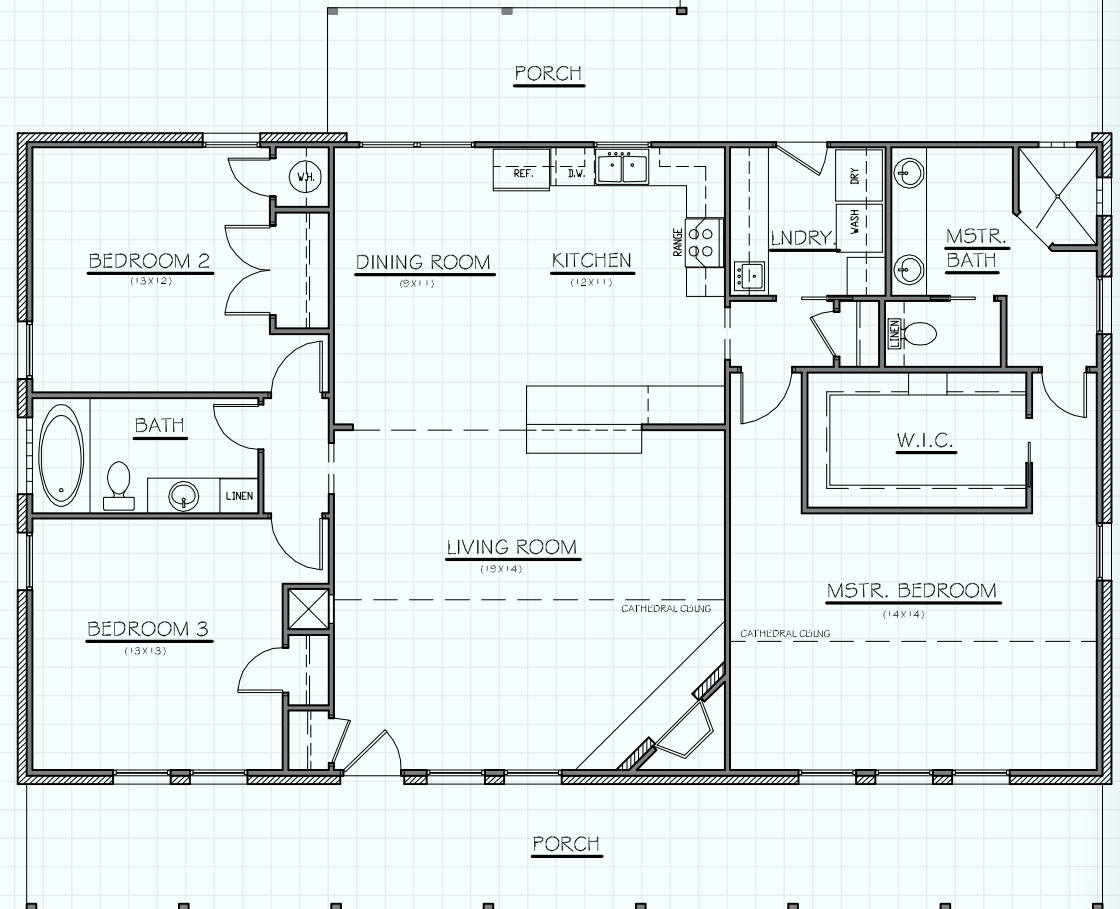 PORCH
W.H.
REF.
D.W.
DRY
WASH
RANGE
LNDRY.
MSTR.
BATH
BEDROOM 2
(13X12)
DINING ROOM
(9X11)
KITCHEN
(12X11)
LINEN
BATH
LINEN
W.I.C.
LIVING ROOM
(19X14)
CATHEDRAL CEILING
MSTR. BEDROOM
(14X14)
CATHEDRAL CEILING
BEDROOM 3
(13X13)
PORCH